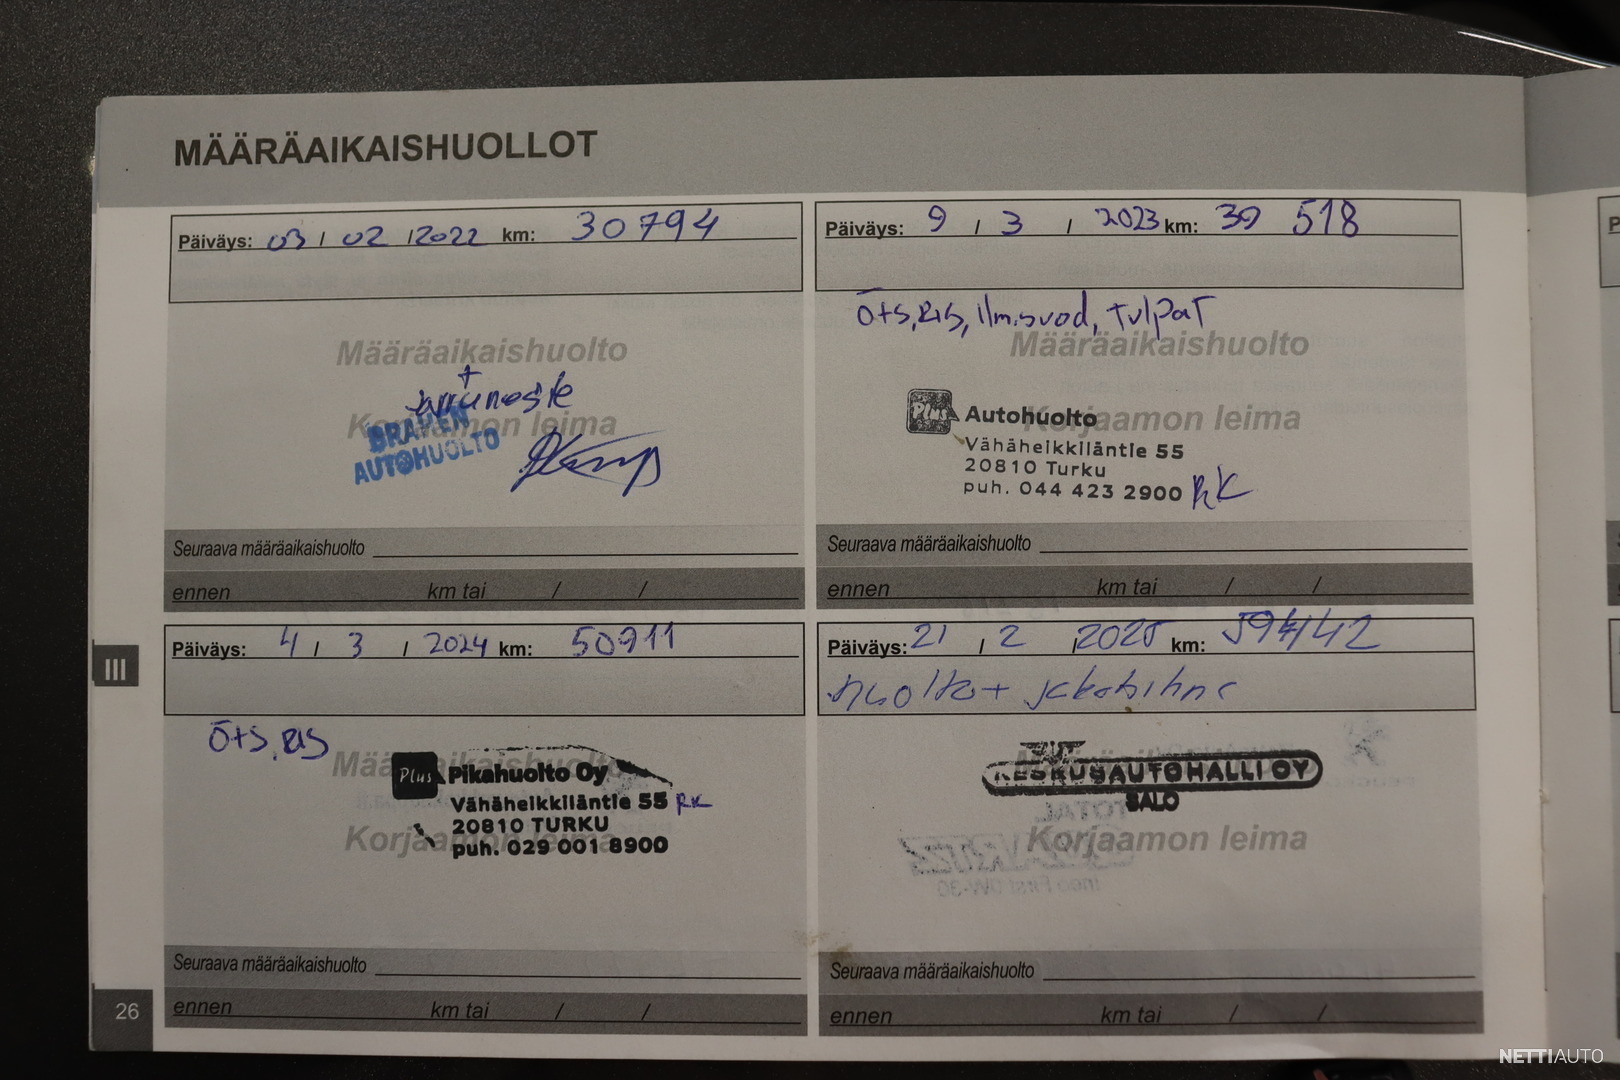 MÄÄRÄAIKAISHUOLLOT
Päiväys: 03 / 02 / 2022 km: 30794
Määräaikaishuolto
+
jarruneste
Korjaamon leima
AUTOHUOLTO
Seuraava määräaikaishuolto
ennen km tai / /
Päiväys: 9 / 3 / 2023 km: 39 518
Ö+S, RIS, ilm.suod, tulpat
Määräaikaishuolto
Korjaamon leima
Plus Autohuolto
Vähäheikkiläntie 55
20810 Turku
puh. 044 423 2900 RK
Seuraava määräaikaishuolto
ennen km tai / /
Päiväys: 4 / 3 / 2024 km: 50911
Ö+S, RIS
Plus Pikahuolto Oy
Vähäheikkiläntie 55 RK
20810 TURKU
Korjaamon leima
puh. 029 001 8900
Seuraava määräaikaishuolto
ennen km tai / /
Päiväys: 21 / 2 / 2025 km:
huolto + jakohihna
KESKUSAUTOHALLI OY
SALO
Korjaamon leima
Seuraava määräaikaishuolto
ennen km tai / /
III
26
NETTIAUTO